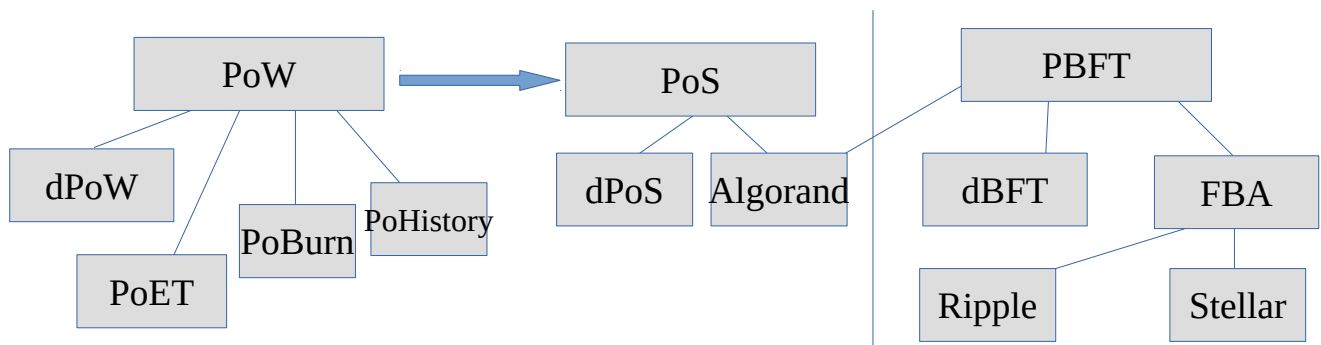 PoW
PoS
PBFT
dPoW
PoET
PoBurn
PoHistory
dPoS
Algorand
dBFT
FBA
Ripple
Stellar